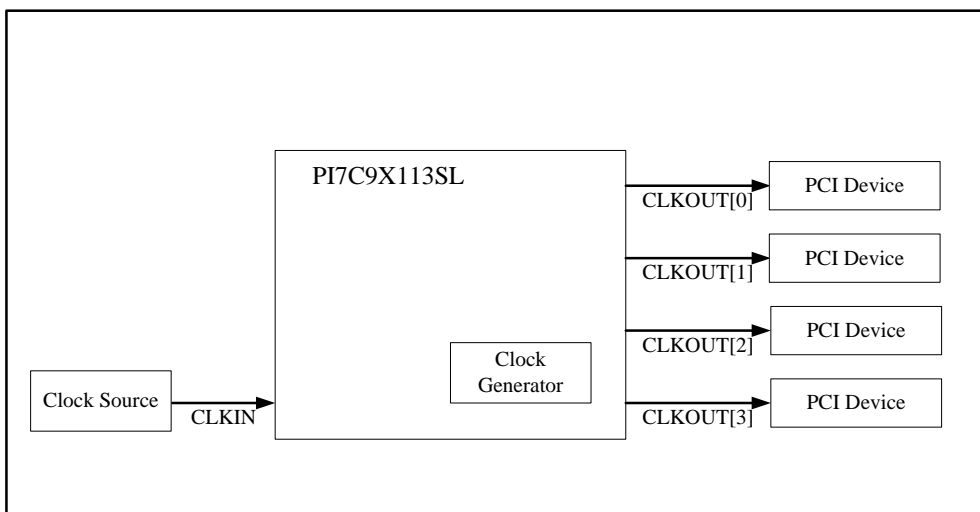 PI7C9X113SL
CLKOUT[0]
PCI Device
CLKOUT[1]
PCI Device
CLKOUT[2]
PCI Device
Clock
Generator
Clock Source
CLKIN
CLKOUT[3]
PCI Device